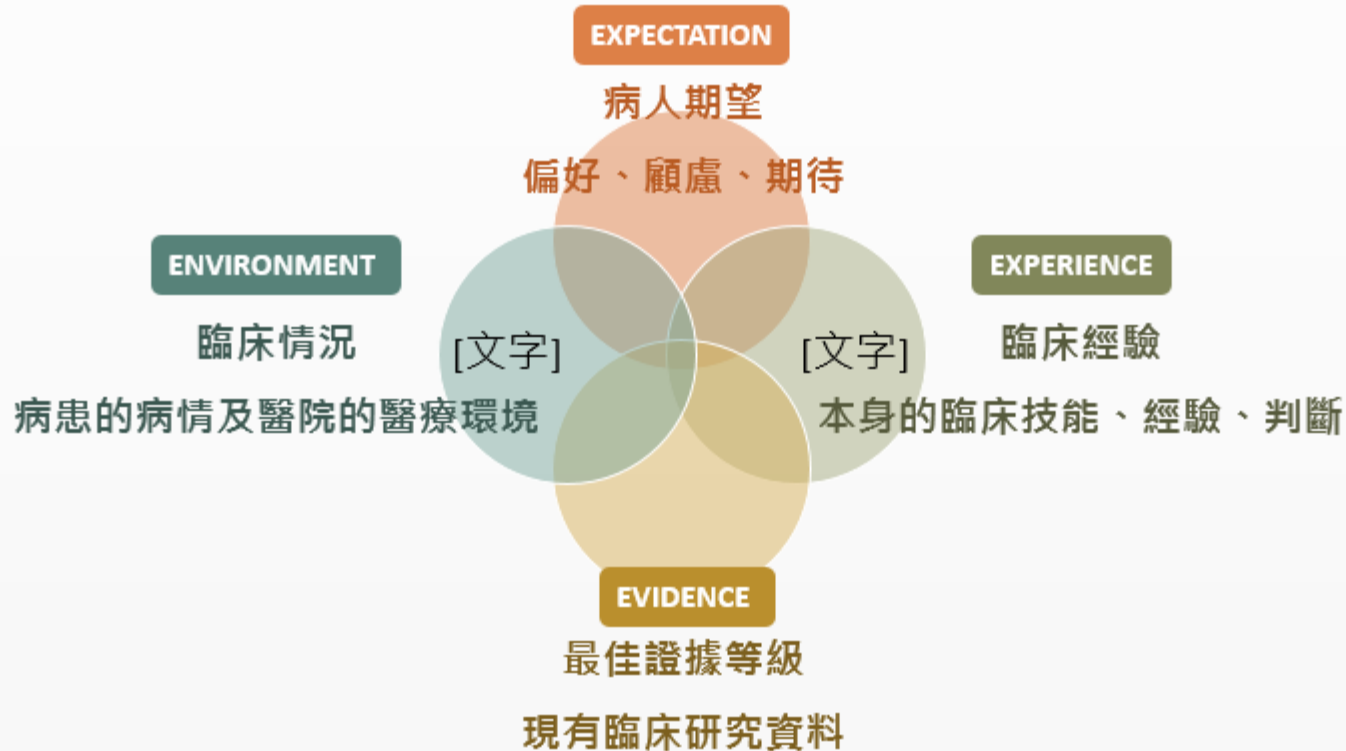 EXPECTATION
病人期望
偏好、顧慮、期待
ENVIRONMENT
臨床情況
病患的病情及醫院的醫療環境
[文字]
[文字]
EXPERIENCE
臨床經驗
本身的臨床技能、經驗、判斷
EVIDENCE
最佳證據等級
現有臨床研究資料